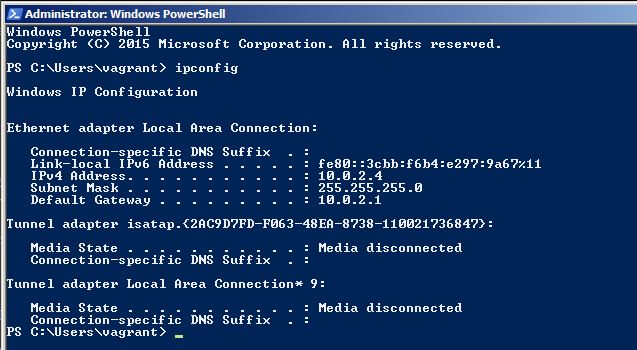 Administrator: Windows PowerShell
Windows PowerShell
Copyright (C) 2015 Microsoft Corporation. All rights reserved.
PS C:\Users\vagrant> ipconfig
Windows IP Configuration
Ethernet adapter Local Area Connection:
   Connection-specific DNS Suffix  . :
   Link-local IPv6 Address . . . . . : fe80::3cbb:f6b4:e297:9a67%11
   IPv4 Address. . . . . . . . . . . : 10.0.2.4
   Subnet Mask . . . . . . . . . . . : 255.255.255.0
   Default Gateway . . . . . . . . . : 10.0.2.1
Tunnel adapter isatap.{2AC9D7FD-F063-48EA-8738-110021736847}:
   Media State . . . . . . . . . . . : Media disconnected
   Connection-specific DNS Suffix  . :
Tunnel adapter Local Area Connection* 9:
   Media State . . . . . . . . . . . : Media disconnected
   Connection-specific DNS Suffix  . :
PS C:\Users\vagrant>